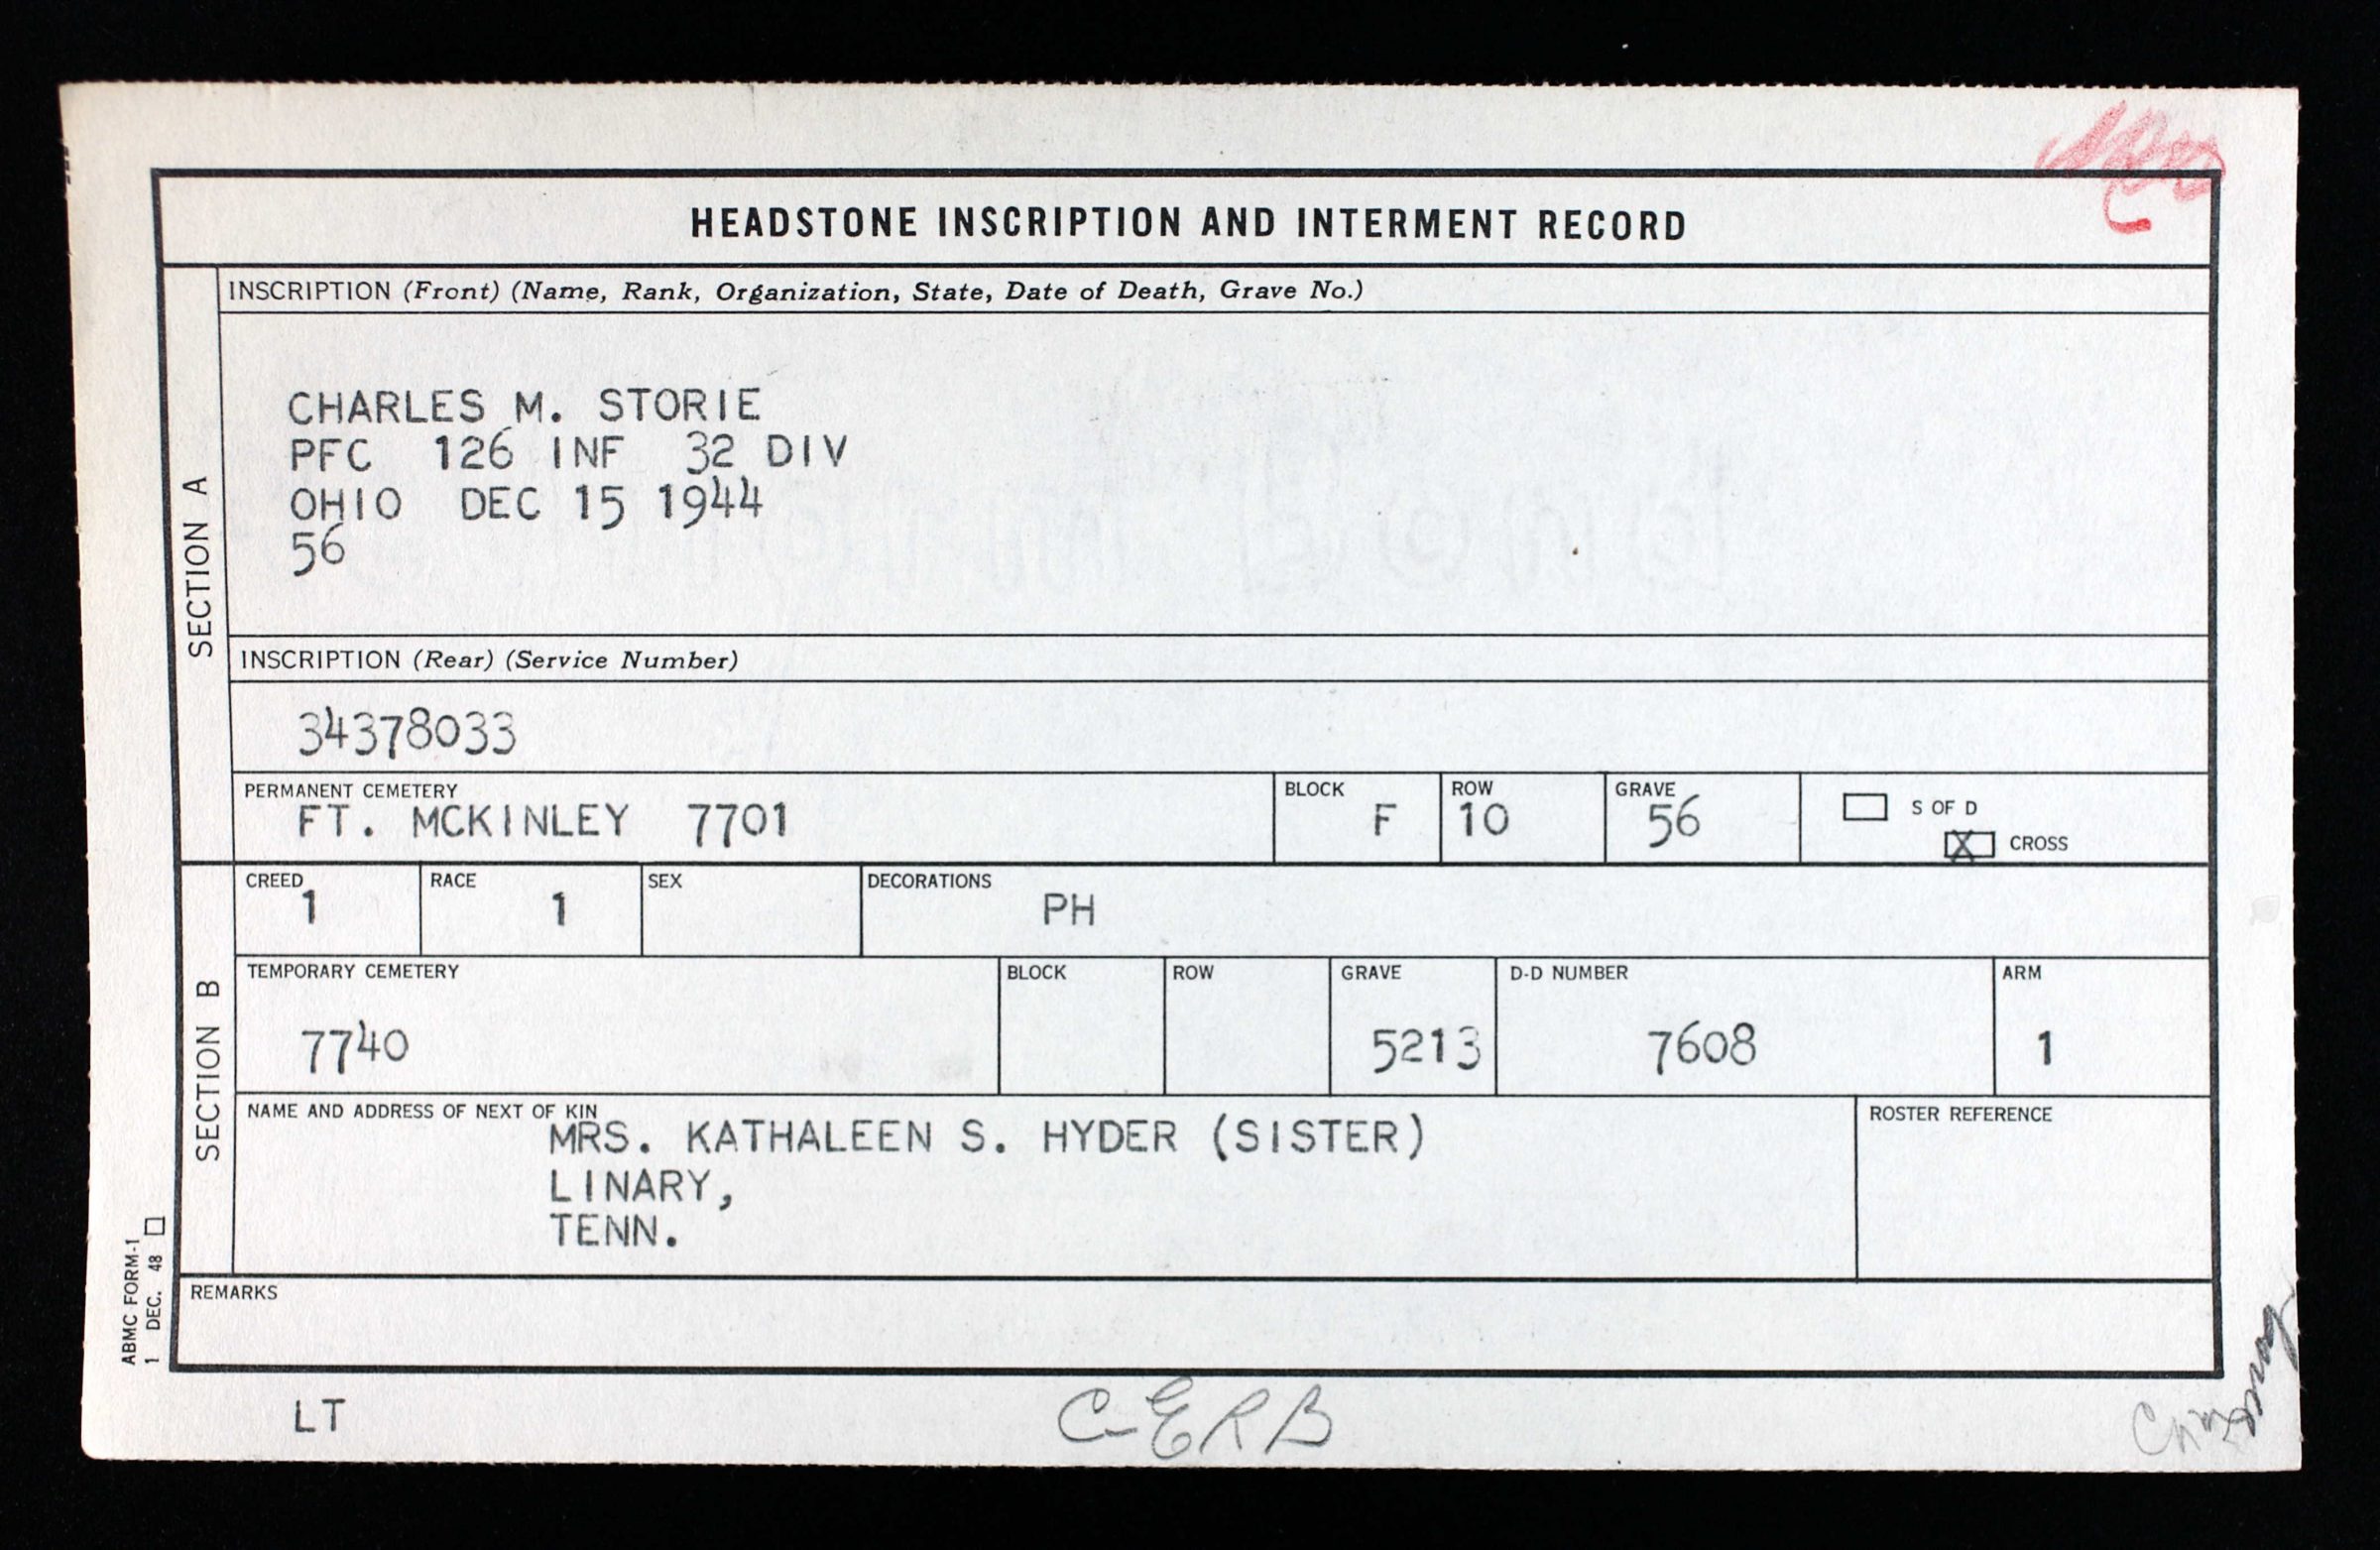 HEADSTONE INSCRIPTION AND INTERMENT RECORD
SECTION A
INSCRIPTION (Front) (Name, Rank, Organization, State, Date of Death, Grave No.)
CHARLES M. STORIE
PFC 126 INF 32 DIV
OHIO DEC 15 1944
56
INSCRIPTION (Rear) (Service Number)
34378033
PERMANENT CEMETERY
FT. MCKINLEY 7701
BLOCK
F
ROW
10
GRAVE
56
S OF D
X CROSS
SECTION B
CREED
1
RACE
1
SEX
DECORATIONS
PH
TEMPORARY CEMETERY
7740
BLOCK
ROW
GRAVE
5213
D-D NUMBER
7608
ARM
1
NAME AND ADDRESS OF NEXT OF KIN
MRS. KATHALEEN S. HYDER (SISTER)
LINARY,
TENN.
ROSTER REFERENCE
REMARKS
ABMC FORM-1
1 DEC. 48
LT
C-ERB